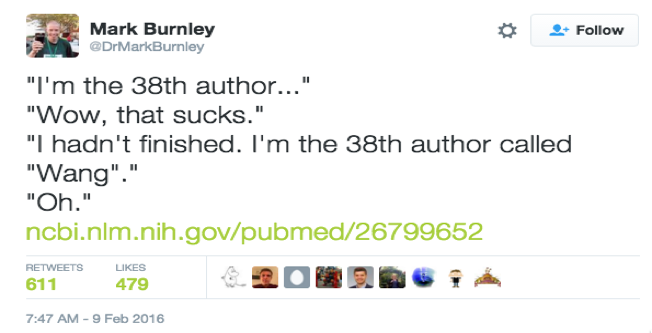 Mark Burnley
@DrMarkBurnley
Follow
"I'm the 38th author..."
"Wow, that sucks."
"I hadn't finished. I'm the 38th author called
"Wang"."
"Oh."
ncbi.nlm.nih.gov/pubmed/26799652
RETWEETS LIKES
611 479
7:47 AM - 9 Feb 2016